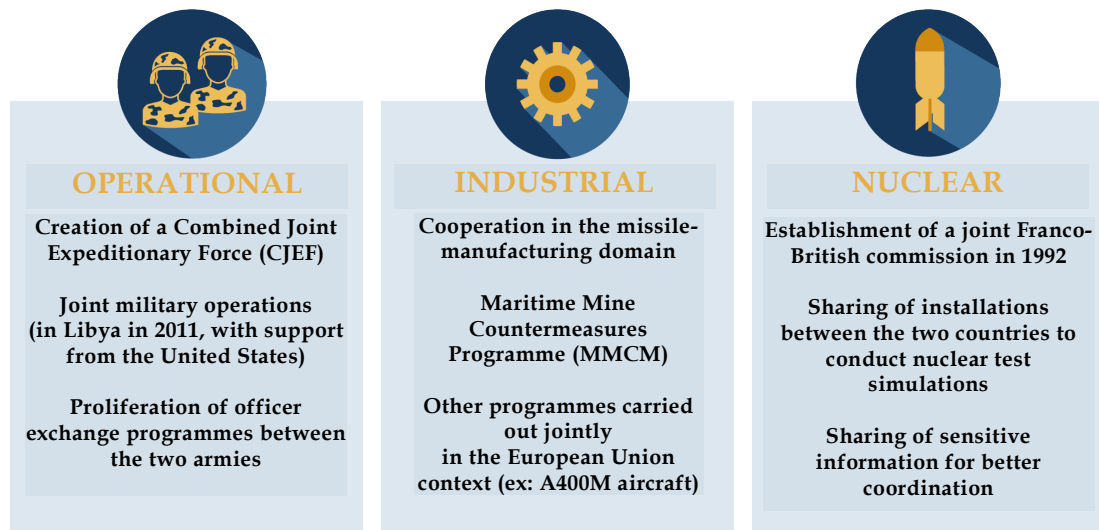 OPERATIONAL
Creation of a Combined Joint
Expeditionary Force (CJEF)
Joint military operations
(in Libya in 2011, with support
from the United States)
Proliferation of officer
exchange programmes between
the two armies
INDUSTRIAL
Cooperation in the missile-
manufacturing domain
Maritime Mine
Countermeasures
Programme (MMCM)
Other programmes carried
out jointly
in the European Union
context (ex: A400M aircraft)
NUCLEAR
Establishment of a joint Franco-
British commission in 1992
Sharing of installations
between the two countries to
conduct nuclear test
simulations
Sharing of sensitive
information for better
coordination